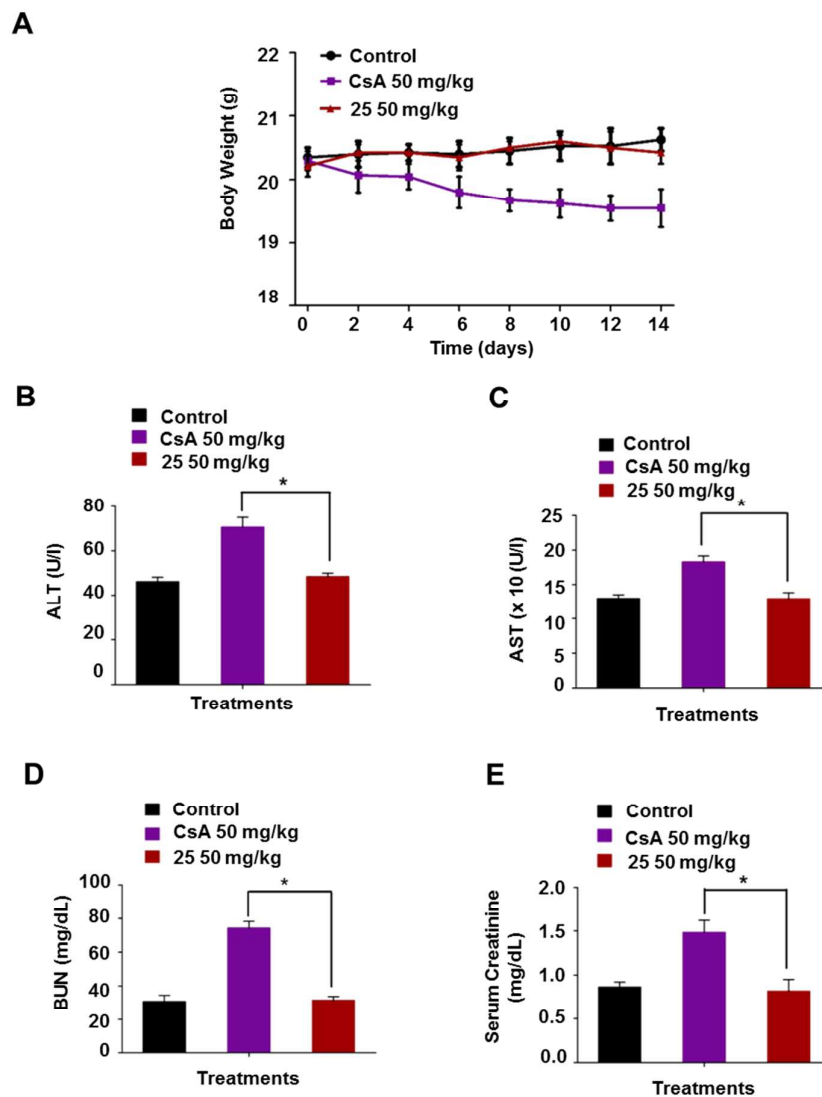 A
Control
CsA 50 mg/kg
25 50 mg/kg
22
21
20
19
18
Body Weight (g)
0 2 4 6 8 10 12 14
Time (days)
B
Control
CsA 50 mg/kg
25 50 mg/kg
*
80
60
40
20
0
ALT (U/l)
Treatments
C
Control
CsA 50 mg/kg
25 50 mg/kg
*
25
20
15
10
5
0
AST (x 10 (U/l)
Treatments
D
Control
CsA 50 mg/kg
25 50 mg/kg
*
100
80
60
40
20
0
BUN (mg/dL)
Treatments
E
Control
CsA 50 mg/kg
25 50 mg/kg
*
2.0
1.5
1.0
0.5
0.0
Serum Creatinine
(mg/dL)
Treatments